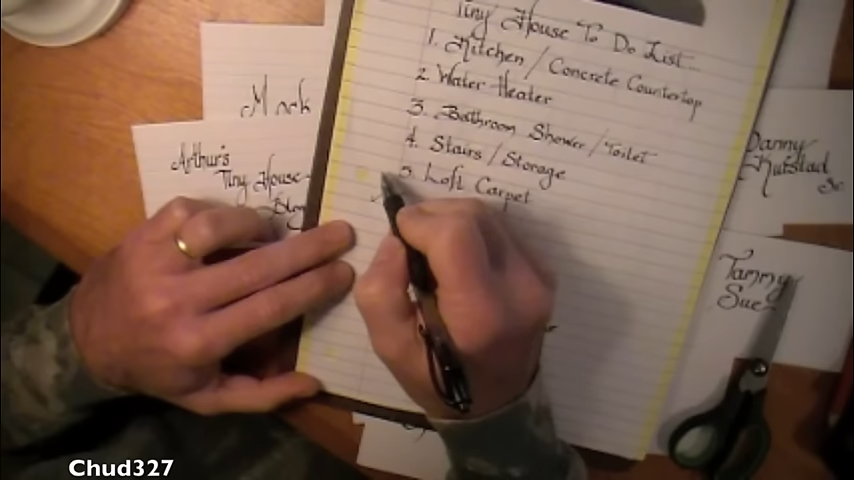 Tiny House To Do List...
1. Kitchen / Concrete Countertop
2. Water Heater
3. Bathroom Shower / Toilet
4. Stairs / Storage
5. Loft Carpet
Mark
Arthur's
Tiny House
Blog
Danny
Tammy
Sue
Chud327